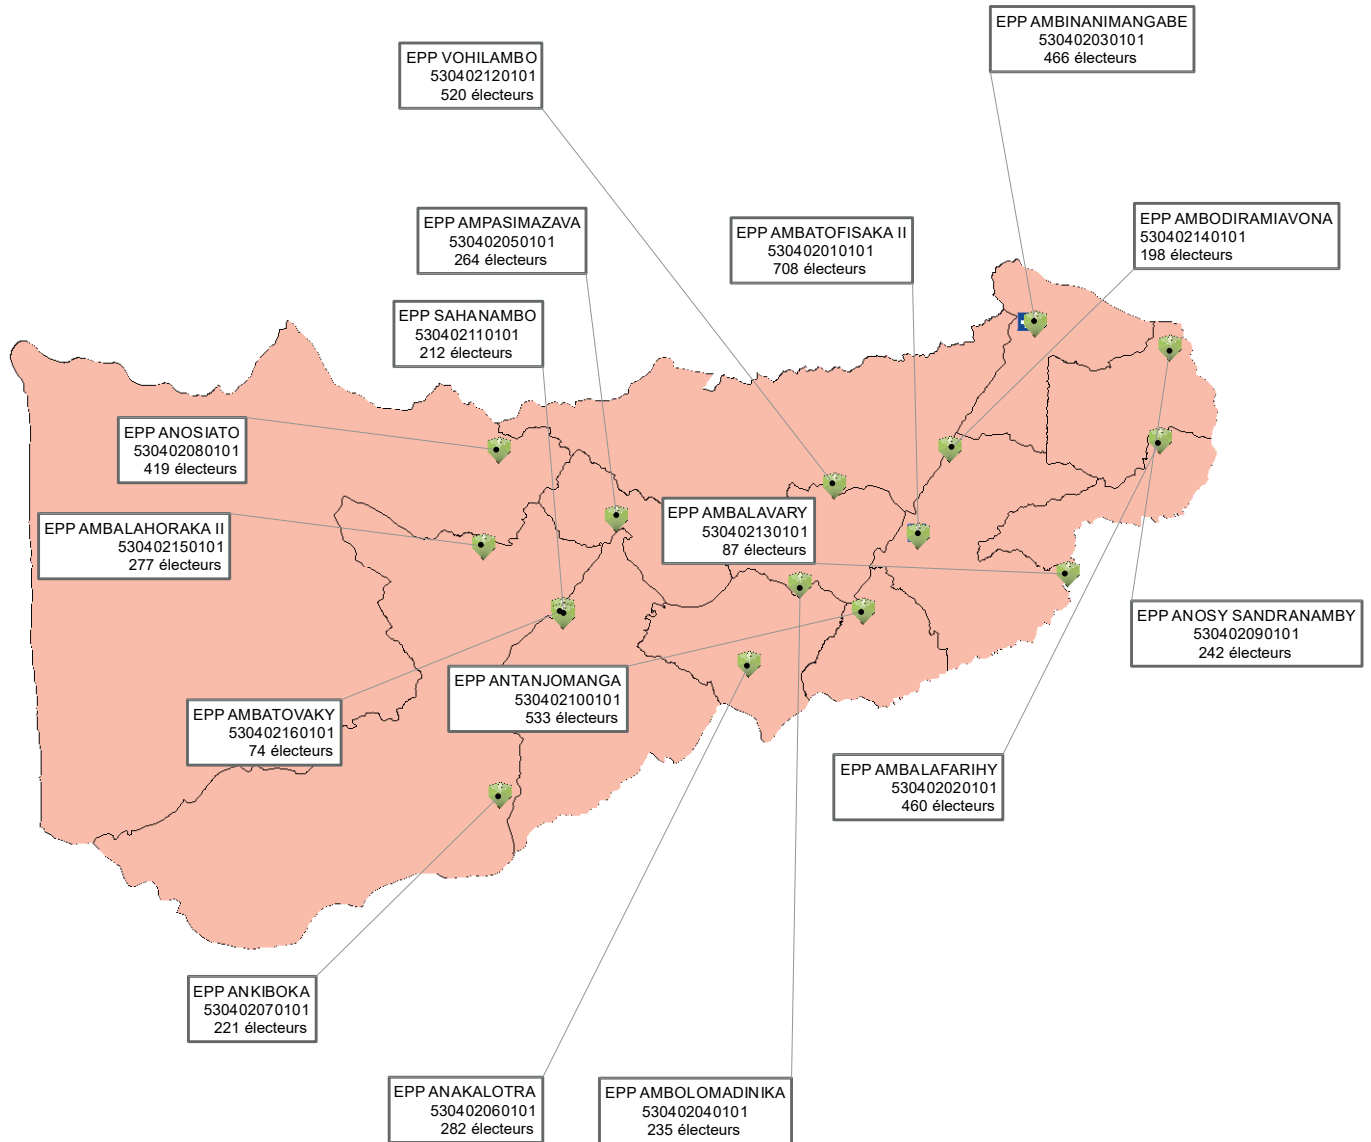 EPP AMBINANIMANGABE
530402030101
466 électeurs
EPP VOHILAMBO
530402120101
520 électeurs
EPP AMPASIMAZAVA
530402050101
264 électeurs
EPP AMBATOFISAKA II
530402010101
708 électeurs
EPP AMBODIRAMIAVONA
530402140101
198 électeurs
EPP SAHANAMBO
530402110101
212 électeurs
EPP ANOSIATO
530402080101
419 électeurs
EPP AMBALAHORAKA II
530402150101
277 électeurs
EPP AMBALAVARY
530402130101
87 électeurs
EPP ANOSY SANDRANAMBY
530402090101
242 électeurs
EPP ANTANJOMANGA
530402100101
533 électeurs
EPP AMBATOVAKY
530402160101
74 électeurs
EPP AMBALAFARIHY
530402020101
460 électeurs
EPP ANKIBOKA
530402070101
221 électeurs
EPP ANAKALOTRA
530402060101
282 électeurs
EPP AMBOLOMADINIKA
530402040101
235 électeurs